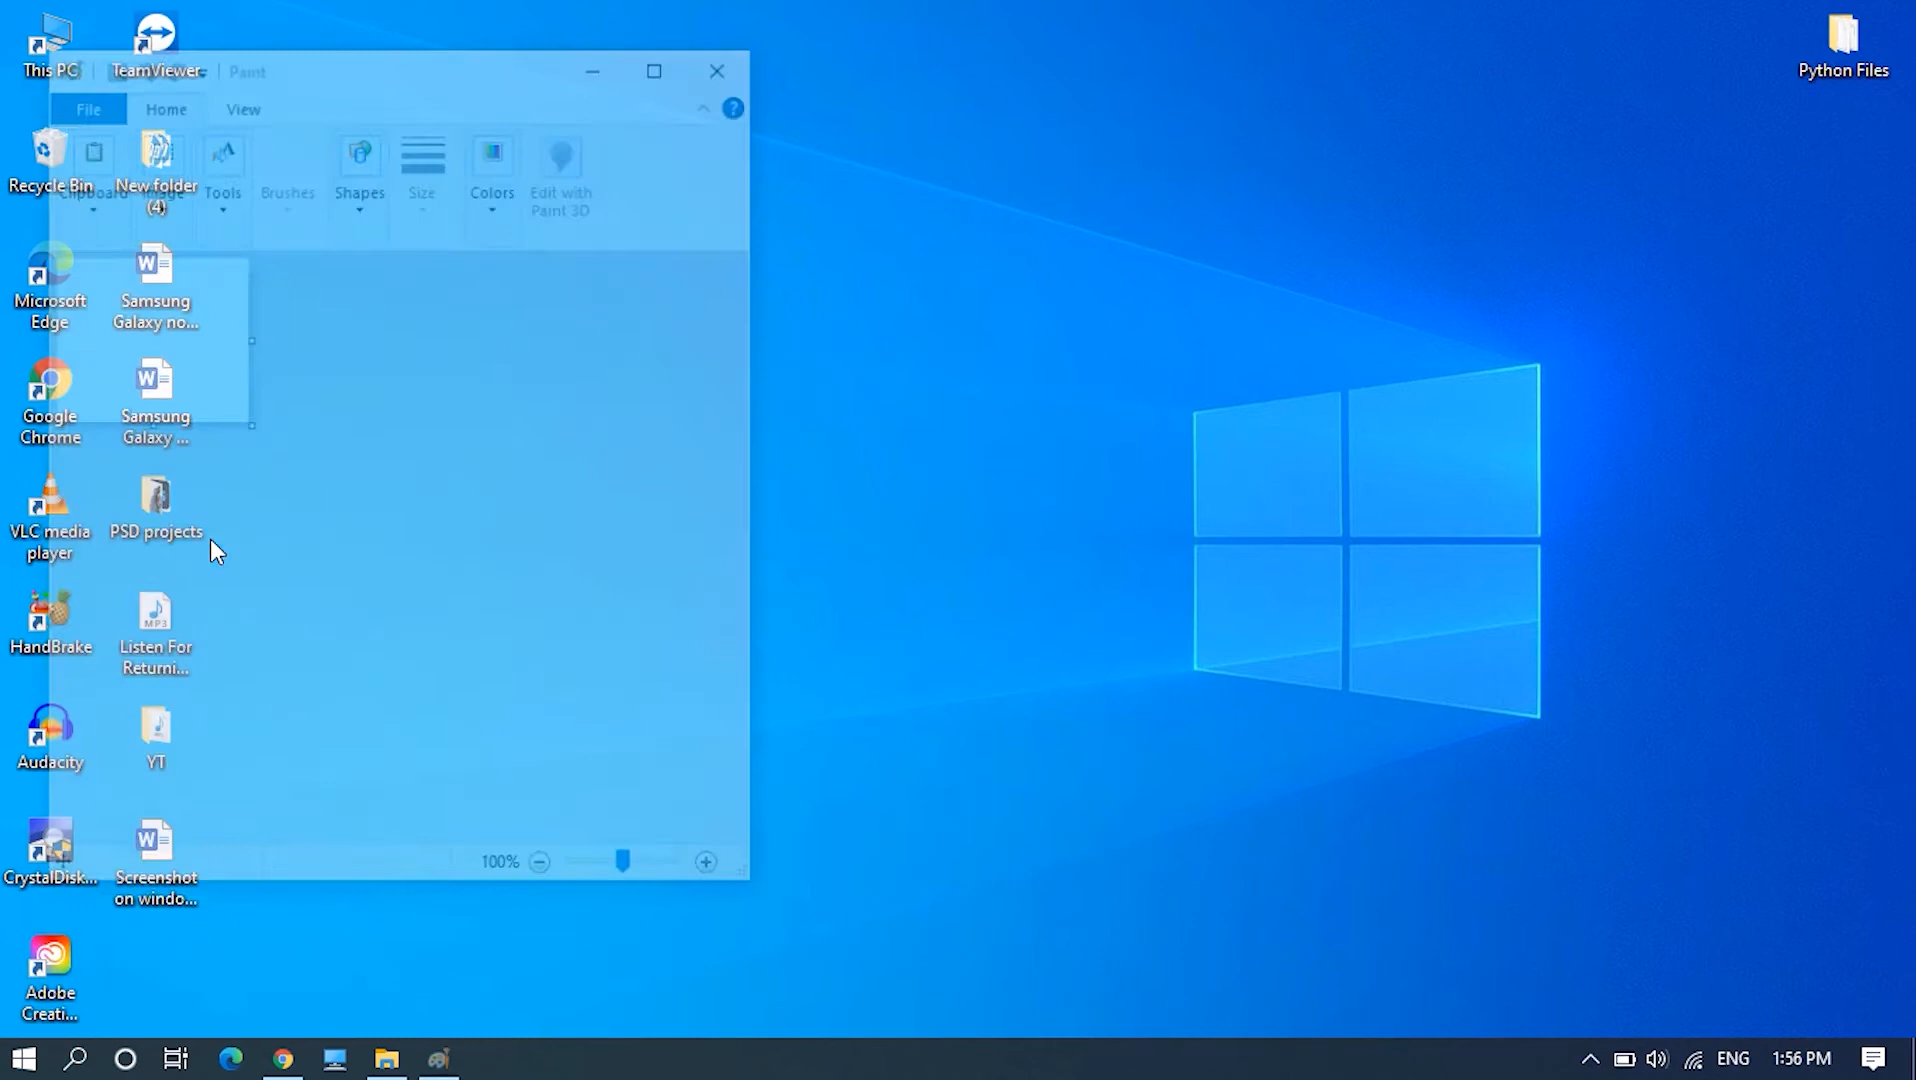 This PC
TeamViewer
Paint
Python Files
File
Home
View
Recycle Bin
New folder
(4)
Clipboard
Image
Tools
Brushes
Shapes
Size
Colors
Edit with
Paint 3D
Microsoft
Edge
Samsung
Galaxy no...
Google
Chrome
Samsung
Galaxy ...
VLC media
player
PSD projects
HandBrake
MP3
Listen For
Returni...
Audacity
YT
CrystalDisk...
Screenshot
on windo...
100%
Adobe
Creati...
ENG
1:56 PM